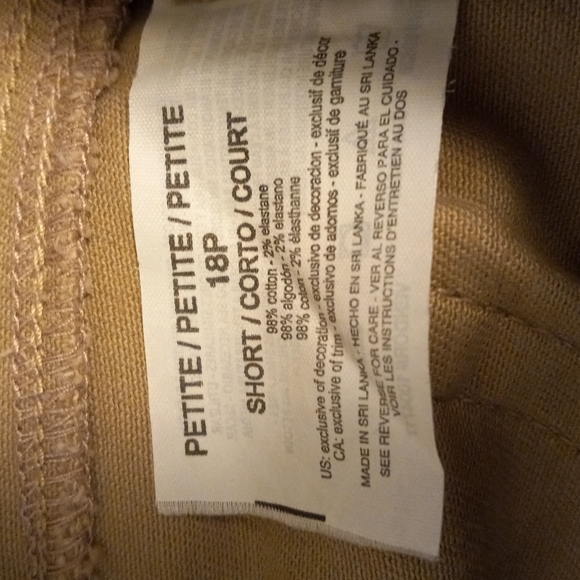 PETITE / PETITE / PETITE
18P
SHORT / CORTO / COURT
98% cotton - 2% elastane
98% algodón - 2% elastano
98% coton - 2% élasthanne
US: exclusive of decoration - exclusivo de decoracion - exclusif de décor
CA: exclusive of trim - exclusivo de adornos - exclusif de garniture
MADE IN SRI LANKA - HECHO EN SRI LANKA - FABRIQUÉ AU SRI LANKA
SEE REVERSE FOR CARE - VER AL REVERSO PARA EL CUIDADO -
VOIR LES INSTRUCTIONS D'ENTRETIEN AU DOS